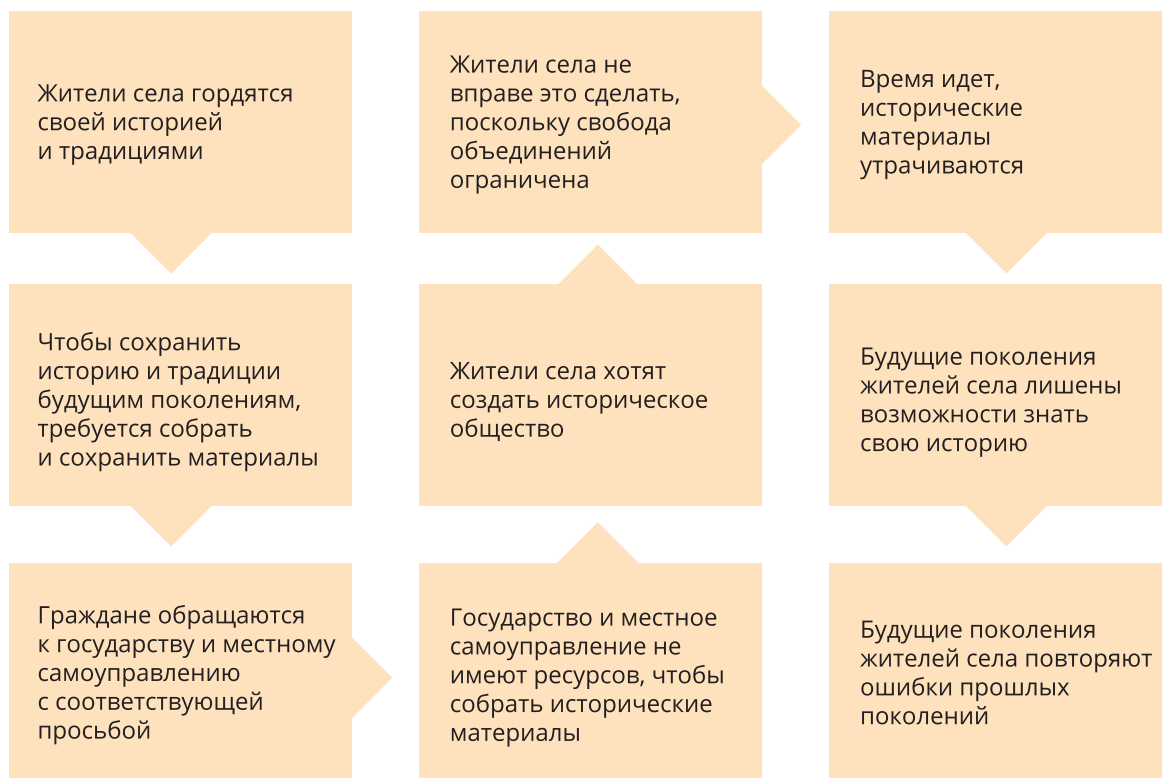 Жители села гордятся
своей историей
и традициями
Чтобы сохранить
историю и традиции
будущим поколениям,
требуется собрать
и сохранить материалы
Граждане обращаются
к государству и местному
самоуправлению
с соответствующей
просьбой
Государство и местное
самоуправление не
имеют ресурсов, чтобы
собрать исторические
материалы
Жители села хотят
создать историческое
общество
Жители села не
вправе это сделать,
поскольку свобода
объединений
ограничена
Время идет,
исторические
материалы
утрачиваются
Будущие поколения
жителей села лишены
возможности знать
свою историю
Будущие поколения
жителей села повторяют
ошибки прошлых
поколений